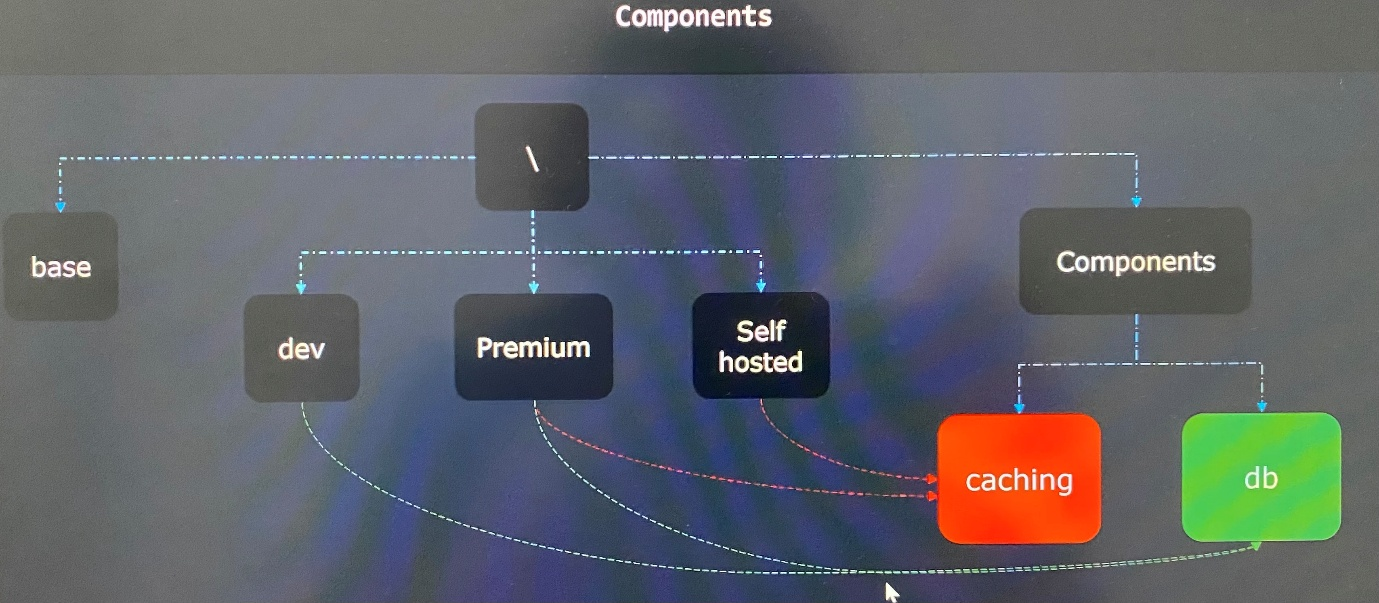 Components
\
base
Components
dev
Premium
Self
hosted
caching
db